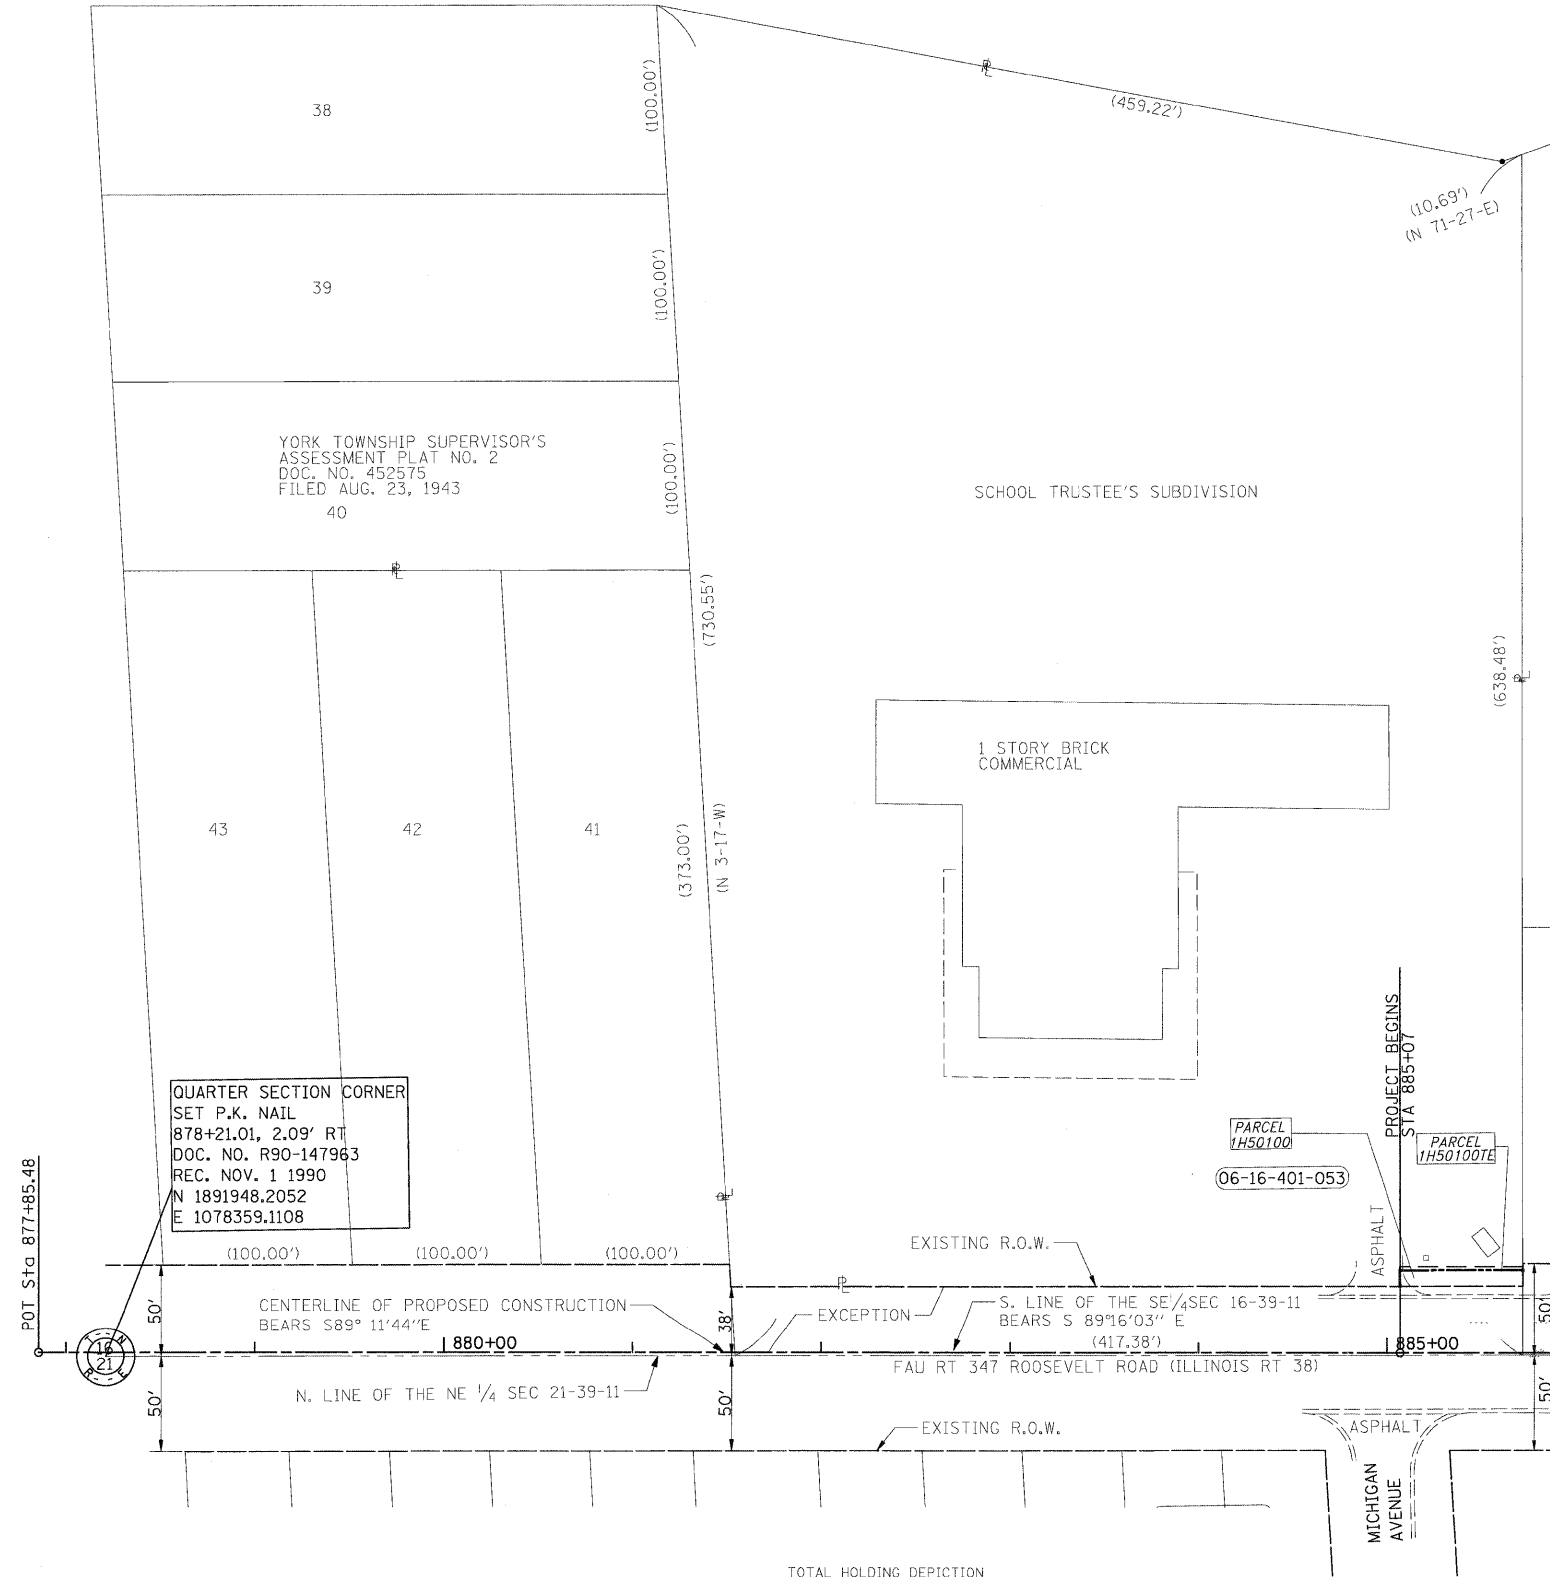 38
(100.00')
(459.22')
(10.69')
(N 71-27-E)
39
(100.00')
YORK TOWNSHIP SUPERVISOR'S
ASSESSMENT PLAT NO. 2
DOC. NO. 452575
FILED AUG. 23, 1943
40
(100.00')
SCHOOL TRUSTEE'S SUBDIVISION
(730.55')
(638.48')
1 STORY BRICK
COMMERCIAL
43
42
41
(373.00')
(N 3-17-W)
PROJECT BEGINS
STA 885+07
QUARTER SECTION CORNER
SET P.K. NAIL
878+21.01, 2.09' RT
DOC. NO. R90-147963
REC. NOV. 1 1990
N 1891948.2052
E 1078359.1108
PARCEL
1H50100
PARCEL
1H50100TE
06-16-401-053
POT Sta 877+85.48
(100.00')
(100.00')
(100.00')
EXISTING R.O.W.
ASPHALT
50'
CENTERLINE OF PROPOSED CONSTRUCTION
BEARS S89° 11'44"E
38'
EXCEPTION
S. LINE OF THE SE 1/4 SEC 16-39-11
BEARS S 89°16'03" E
(417.38')
50'
T N
16
21
R E
880+00
885+00
FAU RT 347 ROOSEVELT ROAD (ILLINOIS RT 38)
50'
N. LINE OF THE NE 1/4 SEC 21-39-11
50'
EXISTING R.O.W.
ASPHALT
50'
MICHIGAN
AVENUE
TOTAL HOLDING DEPICTION